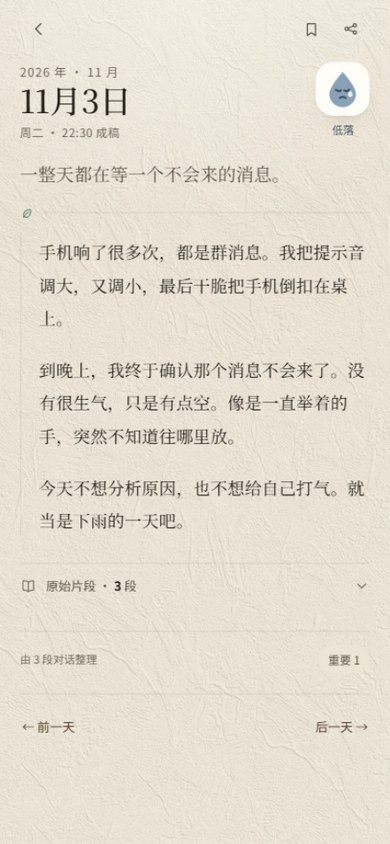 2026 年 · 11 月
11月3日
周二 · 22:30 成稿
低落
一整天都在等一个不会来的消息。
手机响了很多次，都是群消息。我把提示音
调大，又调小，最后干脆把手机倒扣在桌
上。
到晚上，我终于确认那个消息不会来了。没
有很生气，只是有点空。像是一直举着的
手，突然不知道往哪里放。
今天不想分析原因，也不想给自己打气。就
当是下雨的一天吧。
原始片段 · 3 段
由 3 段对话整理
重要 1
← 前一天
后一天 →